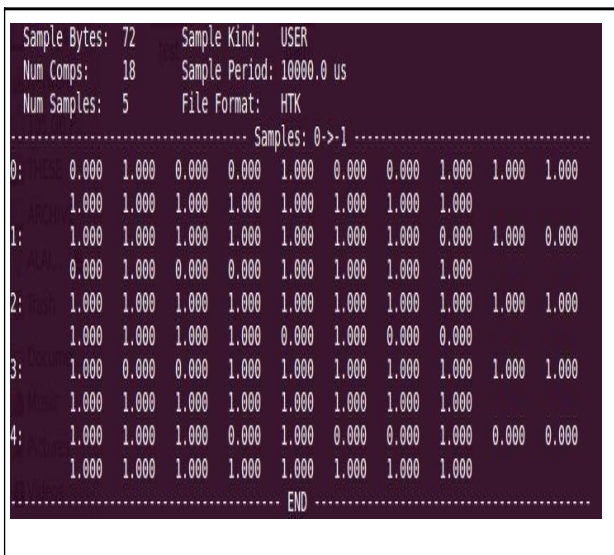 Sample Bytes: 72 Sample Kind: USER
Num Comps: 18 Sample Period: 10000.0 us
Num Samples: 5 File Format: HTK
---------------------------------- Samples: 0->-1 ----------------------------------
0: 0.000 1.000 0.000 0.000 1.000 0.000 0.000 1.000 1.000 1.000
1.000 1.000 1.000 1.000 1.000 1.000 1.000 1.000
1: 1.000 1.000 1.000 1.000 1.000 1.000 1.000 0.000 1.000 0.000
0.000 1.000 0.000 0.000 1.000 1.000 1.000 1.000
2: 1.000 1.000 1.000 1.000 1.000 1.000 1.000 1.000 1.000 1.000
1.000 1.000 1.000 1.000 0.000 1.000 0.000 0.000
3: 1.000 0.000 0.000 1.000 1.000 1.000 1.000 1.000 1.000 1.000
1.000 1.000 1.000 1.000 1.000 1.000 1.000 1.000
4: 1.000 1.000 1.000 0.000 1.000 0.000 0.000 1.000 0.000 0.000
1.000 1.000 1.000 1.000 1.000 1.000 1.000 1.000
-------------------------------------- END --------------------------------------